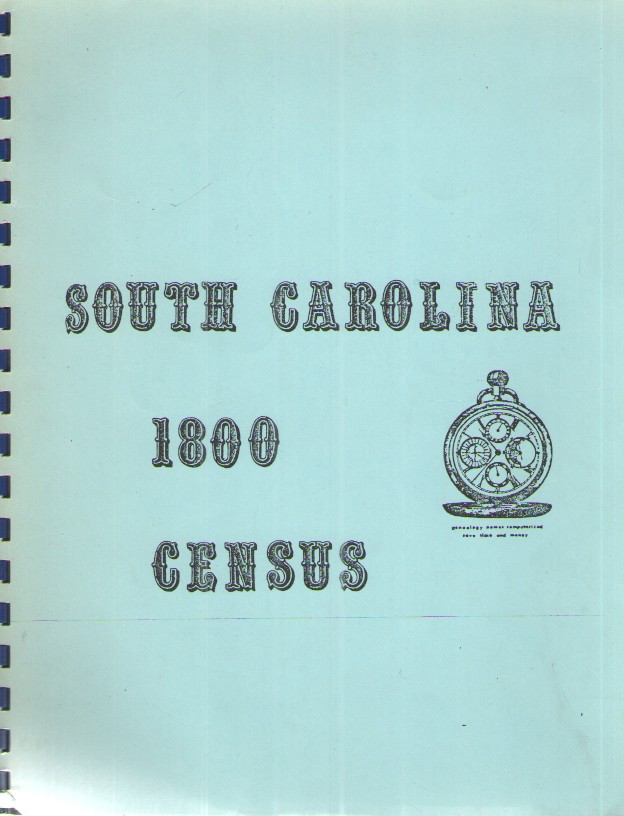 SOUTH CAROLINA
1800
CENSUS
genealogy names computerized
save time and money